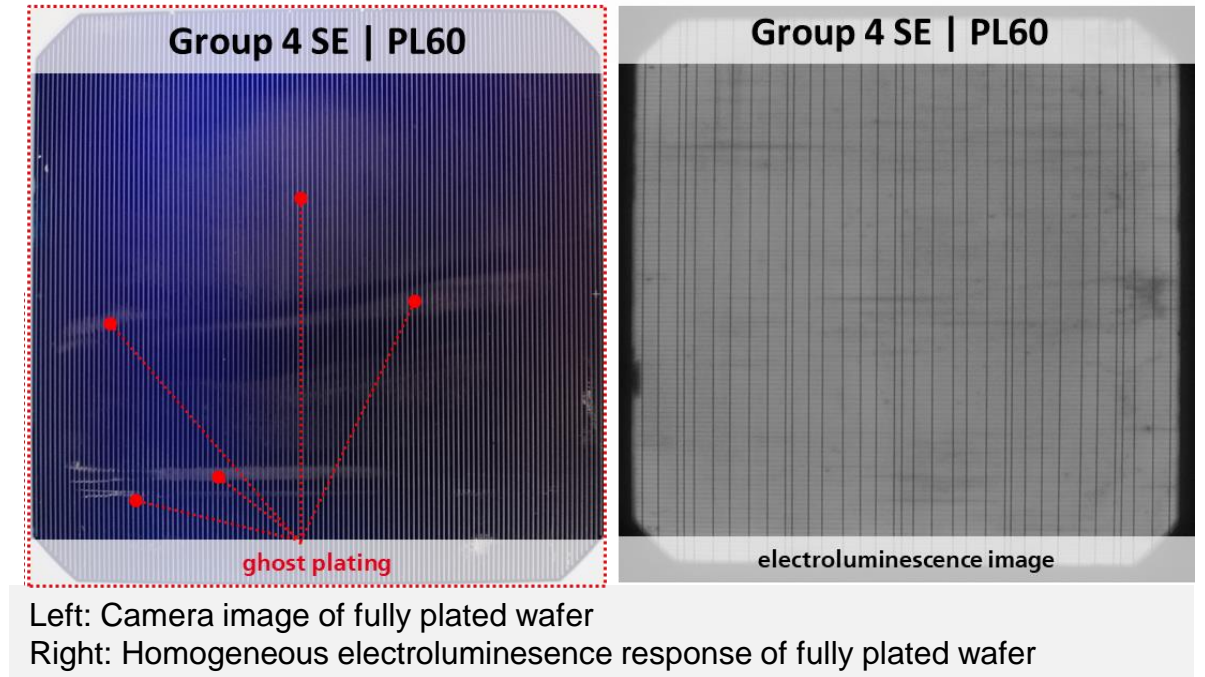 Group 4 SE | PL60
Group 4 SE | PL60
ghost plating
electroluminescence image
Left: Camera image of fully plated wafer
Right: Homogeneous electroluminesence response of fully plated wafer